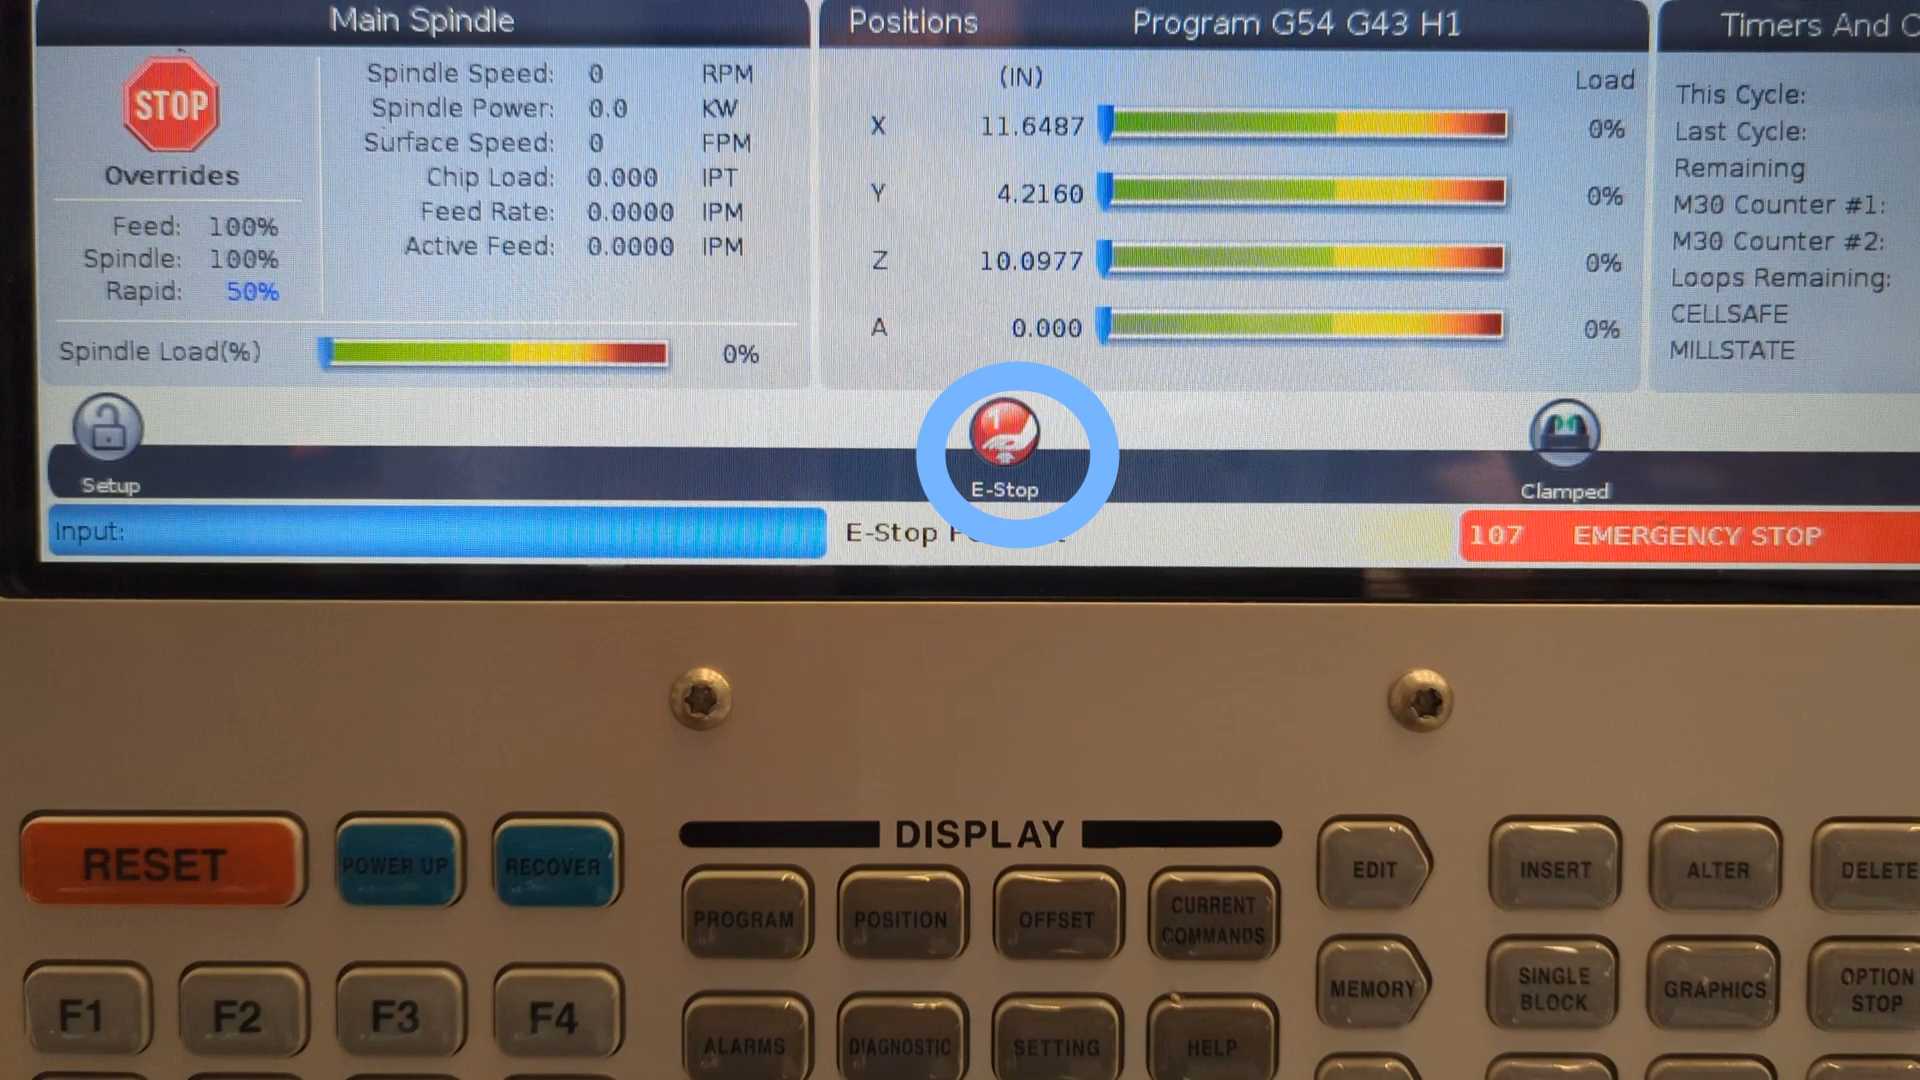 Main Spindle
STOP
Overrides
Feed: 100%
Spindle: 100%
Rapid: 50%
Spindle Speed: 0 RPM
Spindle Power: 0.0 KW
Surface Speed: 0 FPM
Chip Load: 0.000 IPT
Feed Rate: 0.0000 IPM
Active Feed: 0.0000 IPM
Spindle Load(%) 0%
Positions Program G54 G43 H1
(IN) Load
X 11.6487 0%
Y 4.2160 0%
Z 10.0977 0%
A 0.000 0%
Timers And
This Cycle:
Last Cycle:
Remaining
M30 Counter #1:
M30 Counter #2:
Loops Remaining:
CELLSAFE
MILLSTATE
1
Setup
E-Stop
Clamped
Input:
E-Stop
107 EMERGENCY STOP
RESET
POWER UP
RECOVER
F1
F2
F3
F4
DISPLAY
PROGRAM
POSITION
OFFSET
CURRENT
COMMANDS
ALARMS
DIAGNOSTIC
SETTING
HELP
EDIT
INSERT
ALTER
DELETE
MEMORY
SINGLE
BLOCK
GRAPHICS
OPTION
STOP